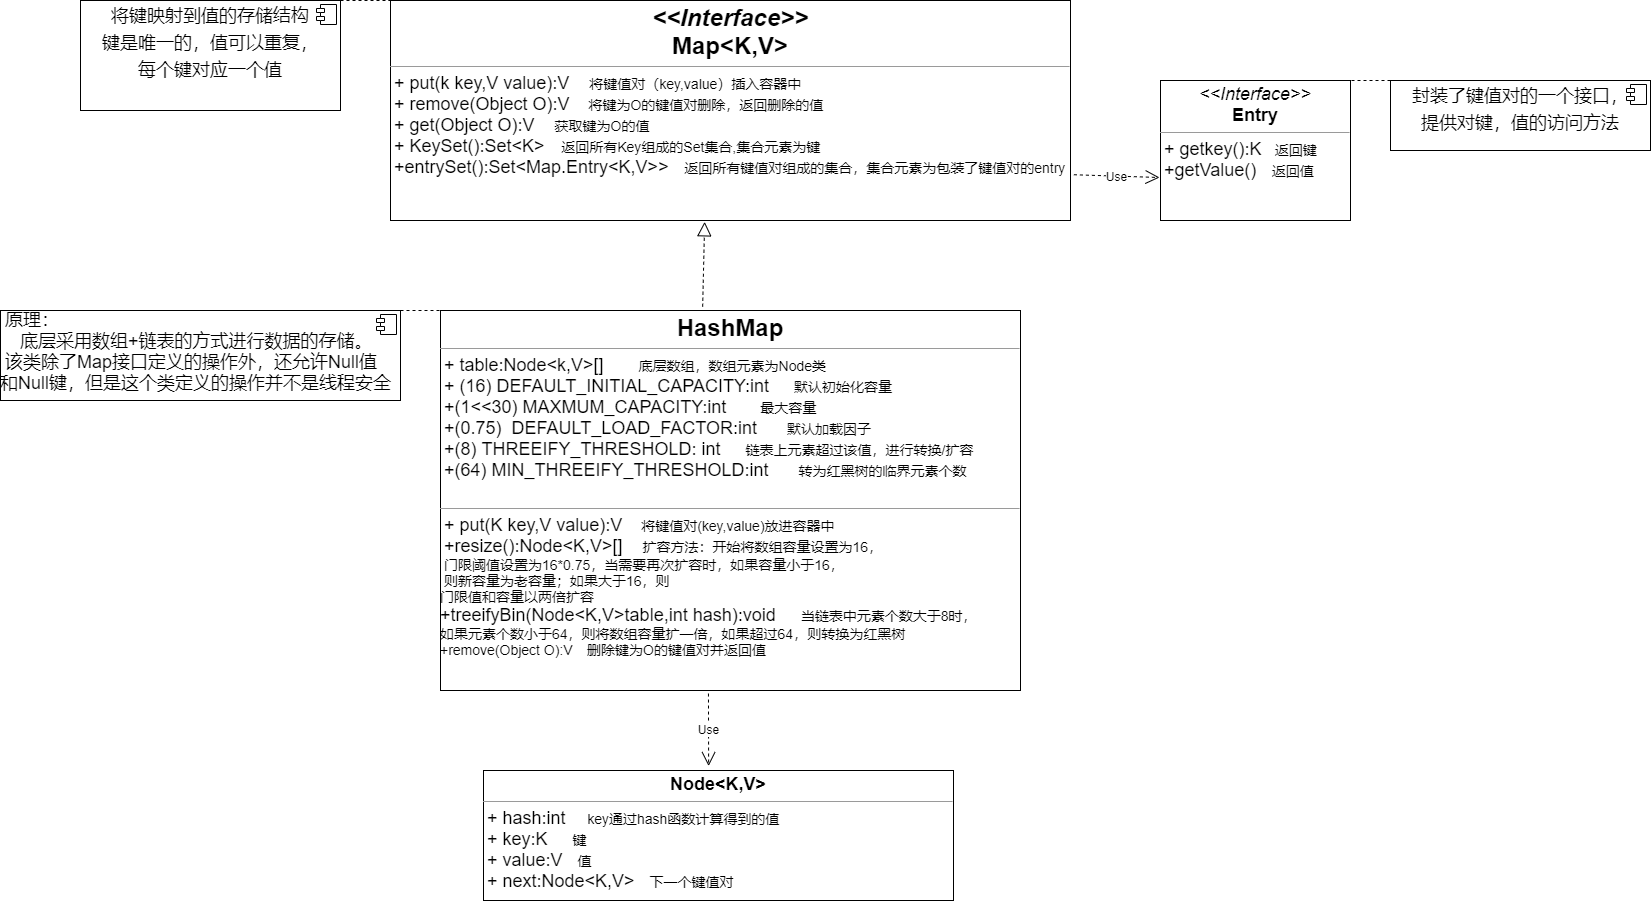 将键映射到值的存储结构
键是唯一的，值可以重复，
每个键对应一个值
<<Interface>>
Map<K,V>
+ put(k key,V value):V 将键值对（key,value）插入容器中
+ remove(Object O):V 将键为O的键值对删除，返回删除的值
+ get(Object O):V 获取键为O的值
+ KeySet():Set<K> 返回所有Key组成的Set集合,集合元素为键
+entrySet():Set<Map.Entry<K,V>> 返回所有键值对组成的集合，集合元素为包装了键值对的entry
Use
<<Interface>>
Entry
+ getkey():K 返回键
+getValue() 返回值
封装了键值对的一个接口，
提供对键，值的访问方法
原理：
底层采用数组+链表的方式进行数据的存储。
该类除了Map接口定义的操作外，还允许Null值
和Null键，但是这个类定义的操作并不是线程安全
HashMap
+ table:Node<k,V>[] 底层数组，数组元素为Node类
+ (16) DEFAULT_INITIAL_CAPACITY:int 默认初始化容量
+(1<<30) MAXMUM_CAPACITY:int 最大容量
+(0.75) DEFAULT_LOAD_FACTOR:int 默认加载因子
+(8) THREEIFY_THRESHOLD: int 链表上元素超过该值，进行转换/扩容
+(64) MIN_THREEIFY_THRESHOLD:int 转为红黑树的临界元素个数
+ put(K key,V value):V 将键值对(key,value)放进容器中
+resize():Node<K,V>[] 扩容方法：开始将数组容量设置为16，
门限阈值设置为16*0.75，当需要再次扩容时，如果容量小于16，
则新容量为老容量；如果大于16，则
门限值和容量以两倍扩容
+treeifyBin(Node<K,V>table,int hash):void 当链表中元素个数大于8时，
如果元素个数小于64，则将数组容量扩一倍，如果超过64，则转换为红黑树
+remove(Object O):V 删除键为O的键值对并返回值
Use
Node<K,V>
+ hash:int key通过hash函数计算得到的值
+ key:K 键
+ value:V 值
+ next:Node<K,V> 下一个键值对